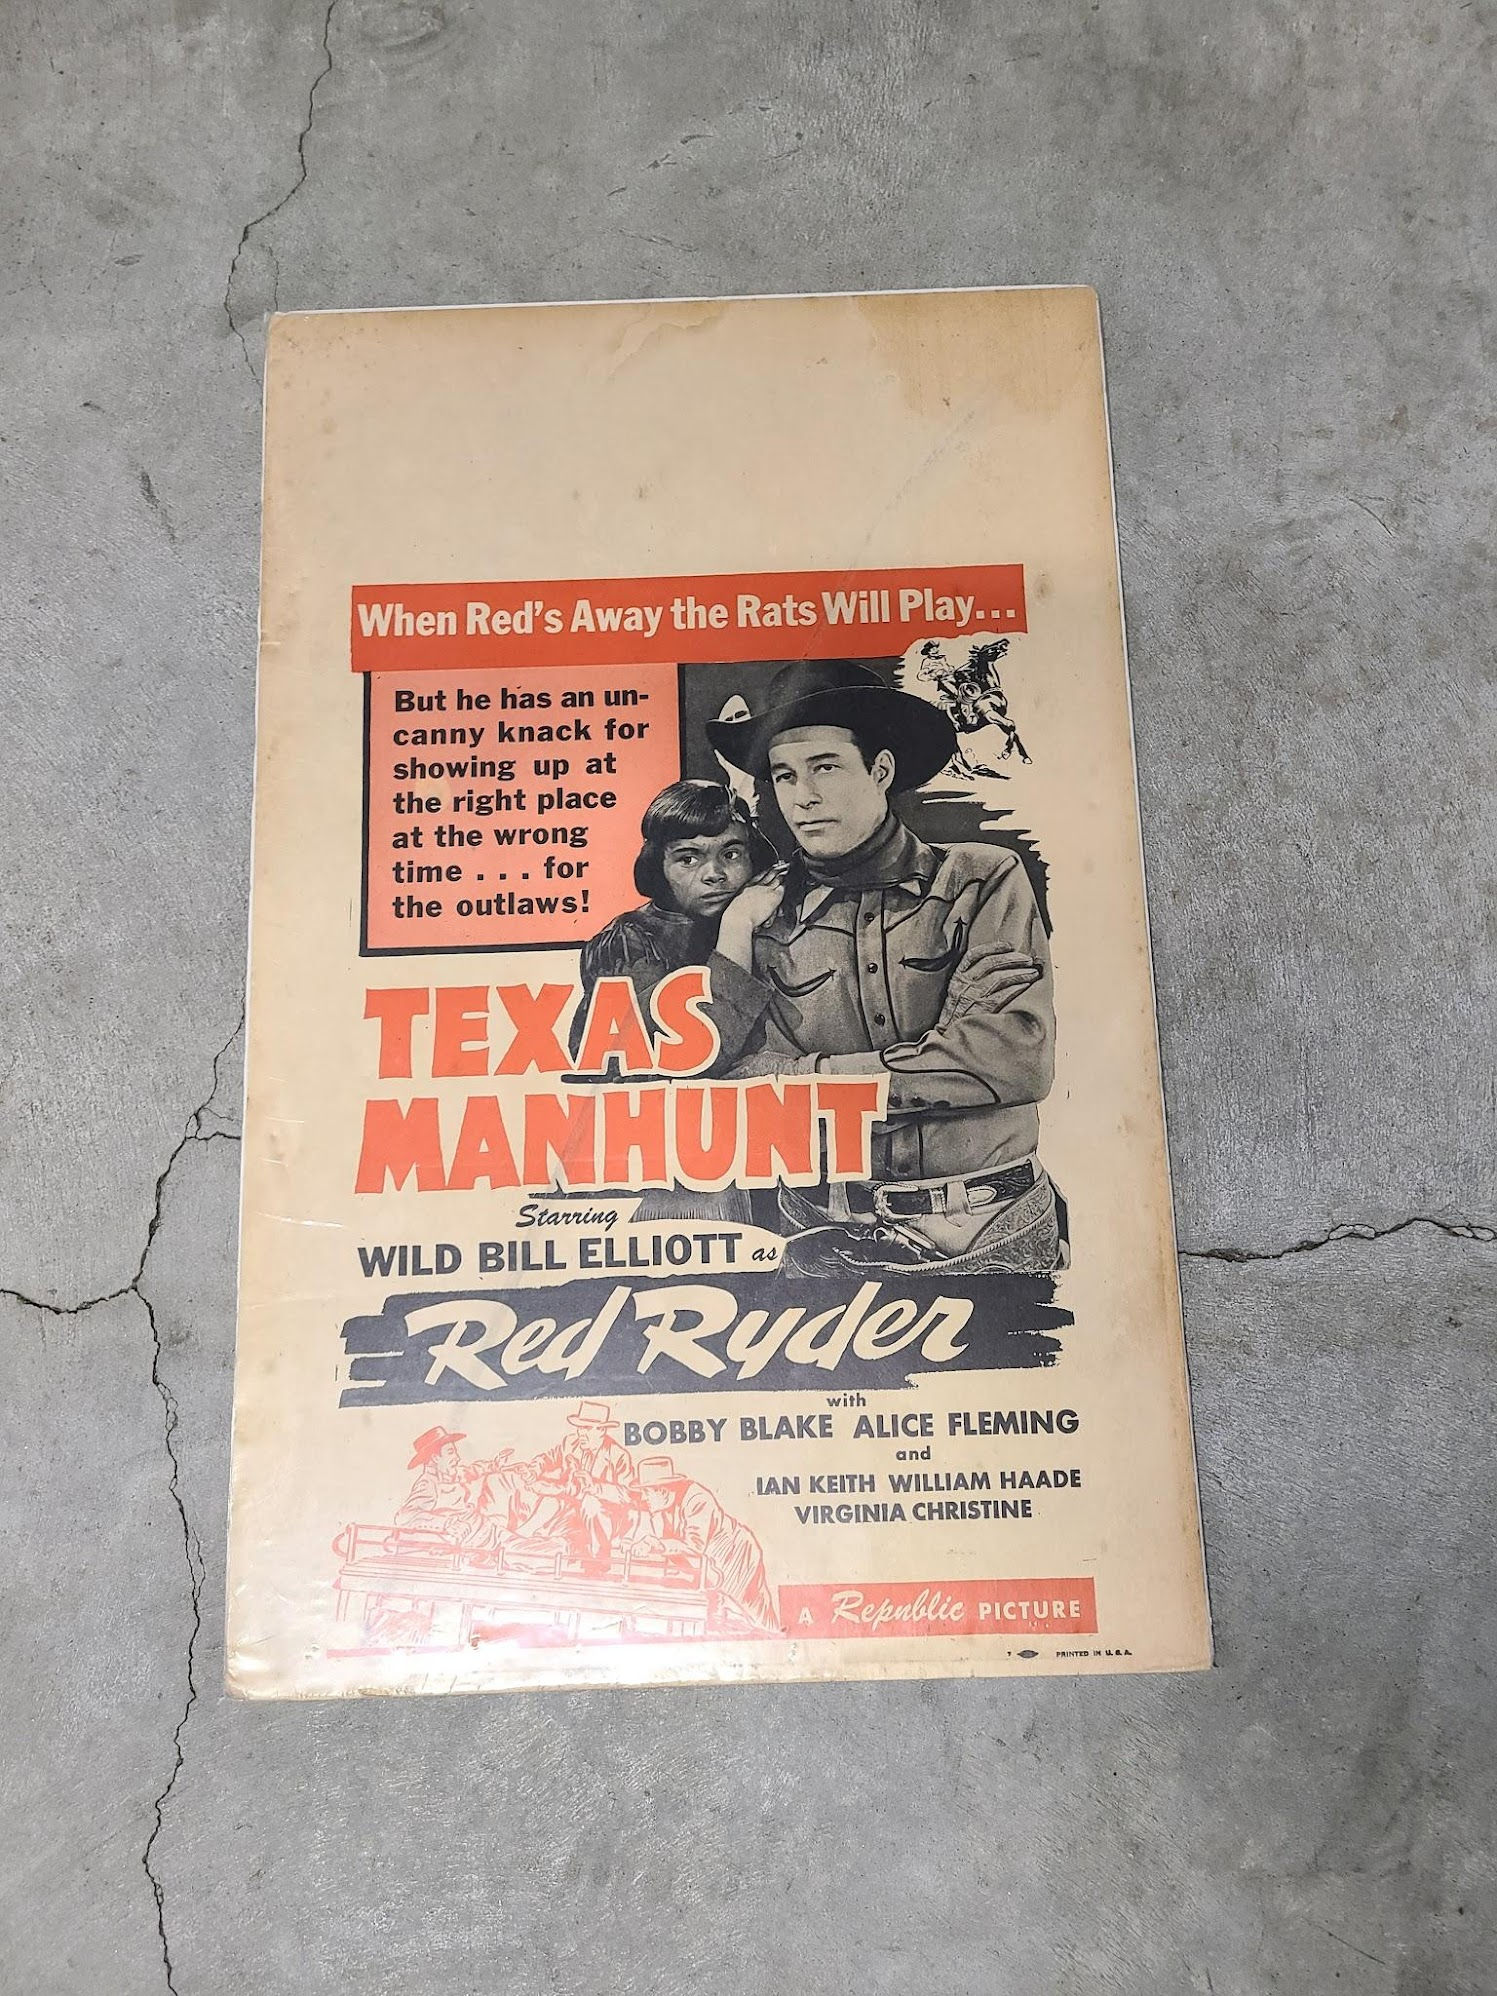 When Red's Away the Rats Will Play...
But he has an un-
canny knack for
showing up at
the right place
at the wrong
time . . . for
the outlaws!
TEXAS
MANHUNT
Starring
WILD BILL ELLIOTT as
Red Ryder
with
BOBBY BLAKE ALICE FLEMING
and
IAN KEITH WILLIAM HAADE
VIRGINIA CHRISTINE
A Republic PICTURE
7 PRINTED IN U.S.A.